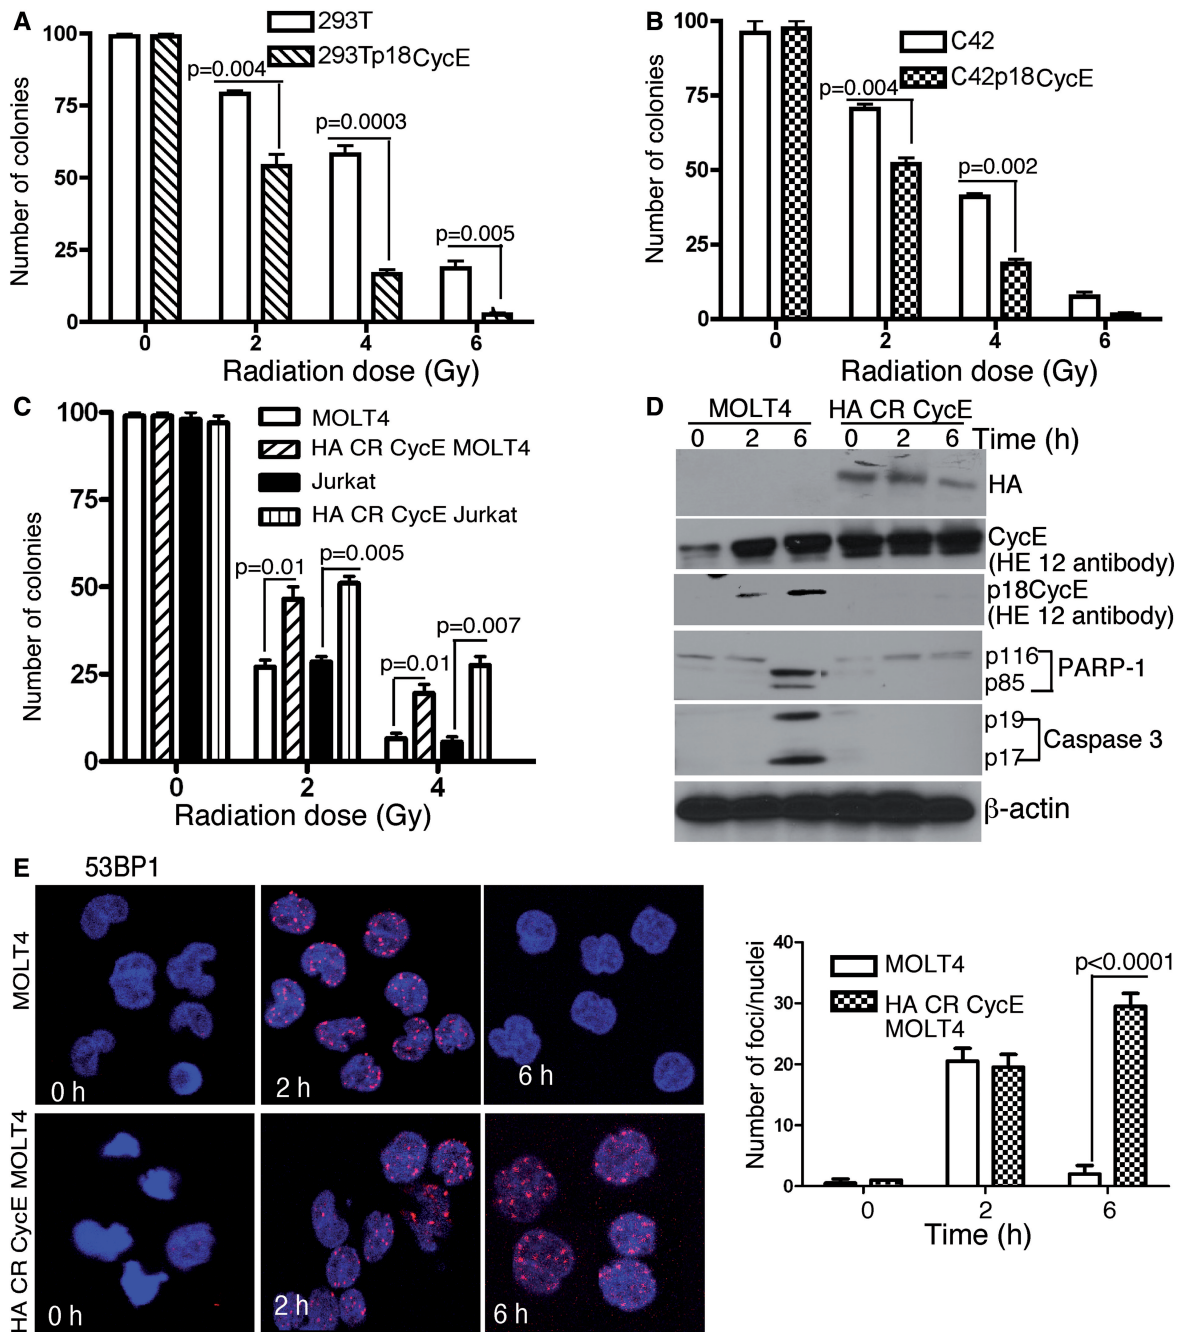 A
293T
293Tp18CycE
100
75
50
25
0
Number of colonies
p=0.004
p=0.0003
p=0.005
0 2 4 6
Radiation dose (Gy)
B
C42
C42p18CycE
100
75
50
25
0
Number of colonies
p=0.004
p=0.002
0 2 4 6
Radiation dose (Gy)
C
MOLT4
HA CR CycE MOLT4
Jurkat
HA CR CycE Jurkat
100
75
50
25
0
Number of colonies
p=0.01
p=0.005
p=0.01
p=0.007
0 2 4
Radiation dose (Gy)
D
MOLT4 HA CR CycE
0 2 6 0 2 6 Time (h)
HA
CycE
(HE 12 antibody)
p18CycE
(HE 12 antibody)
p116
p85
PARP-1
p19
p17
Caspase 3
β-actin
E
53BP1
MOLT4
0 h
2 h
6 h
HA CR CycE MOLT4
0 h
2 h
6 h
MOLT4
HA CR CycE
MOLT4
40
30
20
10
0
Number of foci/nuclei
p<0.0001
0 2 6
Time (h)